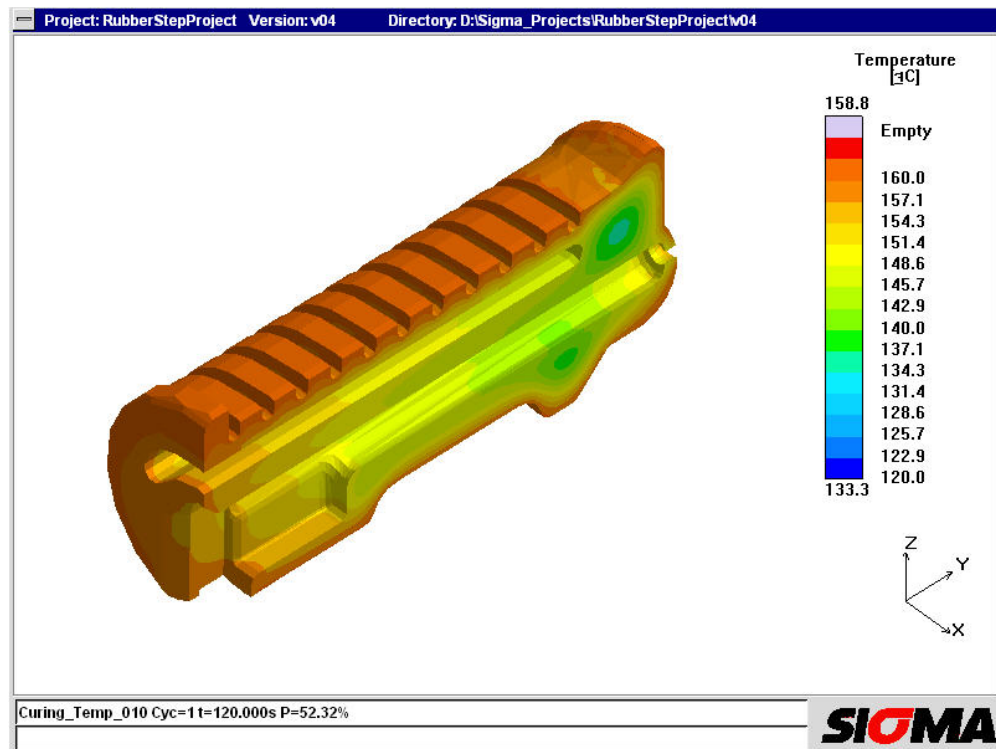 Project: RubberStepProject Version: v04 Directory: D:\Sigma_Projects\RubberStepProject\v04
Temperature
[ºC]
158.8
Empty
160.0
157.1
154.3
151.4
148.6
145.7
142.9
140.0
137.1
134.3
131.4
128.6
125.7
122.9
120.0
133.3
Z
Y
X
Curing_Temp_010 Cyc=1 t=120.000s P=52.32%
SIGMA